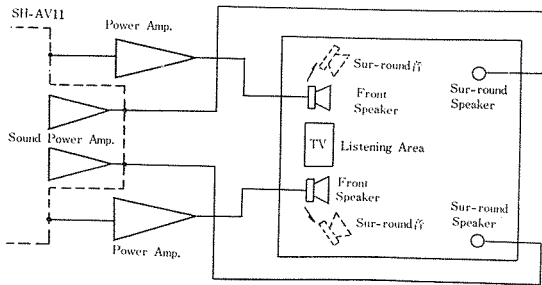 SH-AV11
Power Amp.
Sur-round音
Sur-round
Speaker
Front
Speaker
Sound Power Amp.
TV
Listening Area
Front
Speaker
Sur-round
Speaker
Sur-round音
Power Amp.